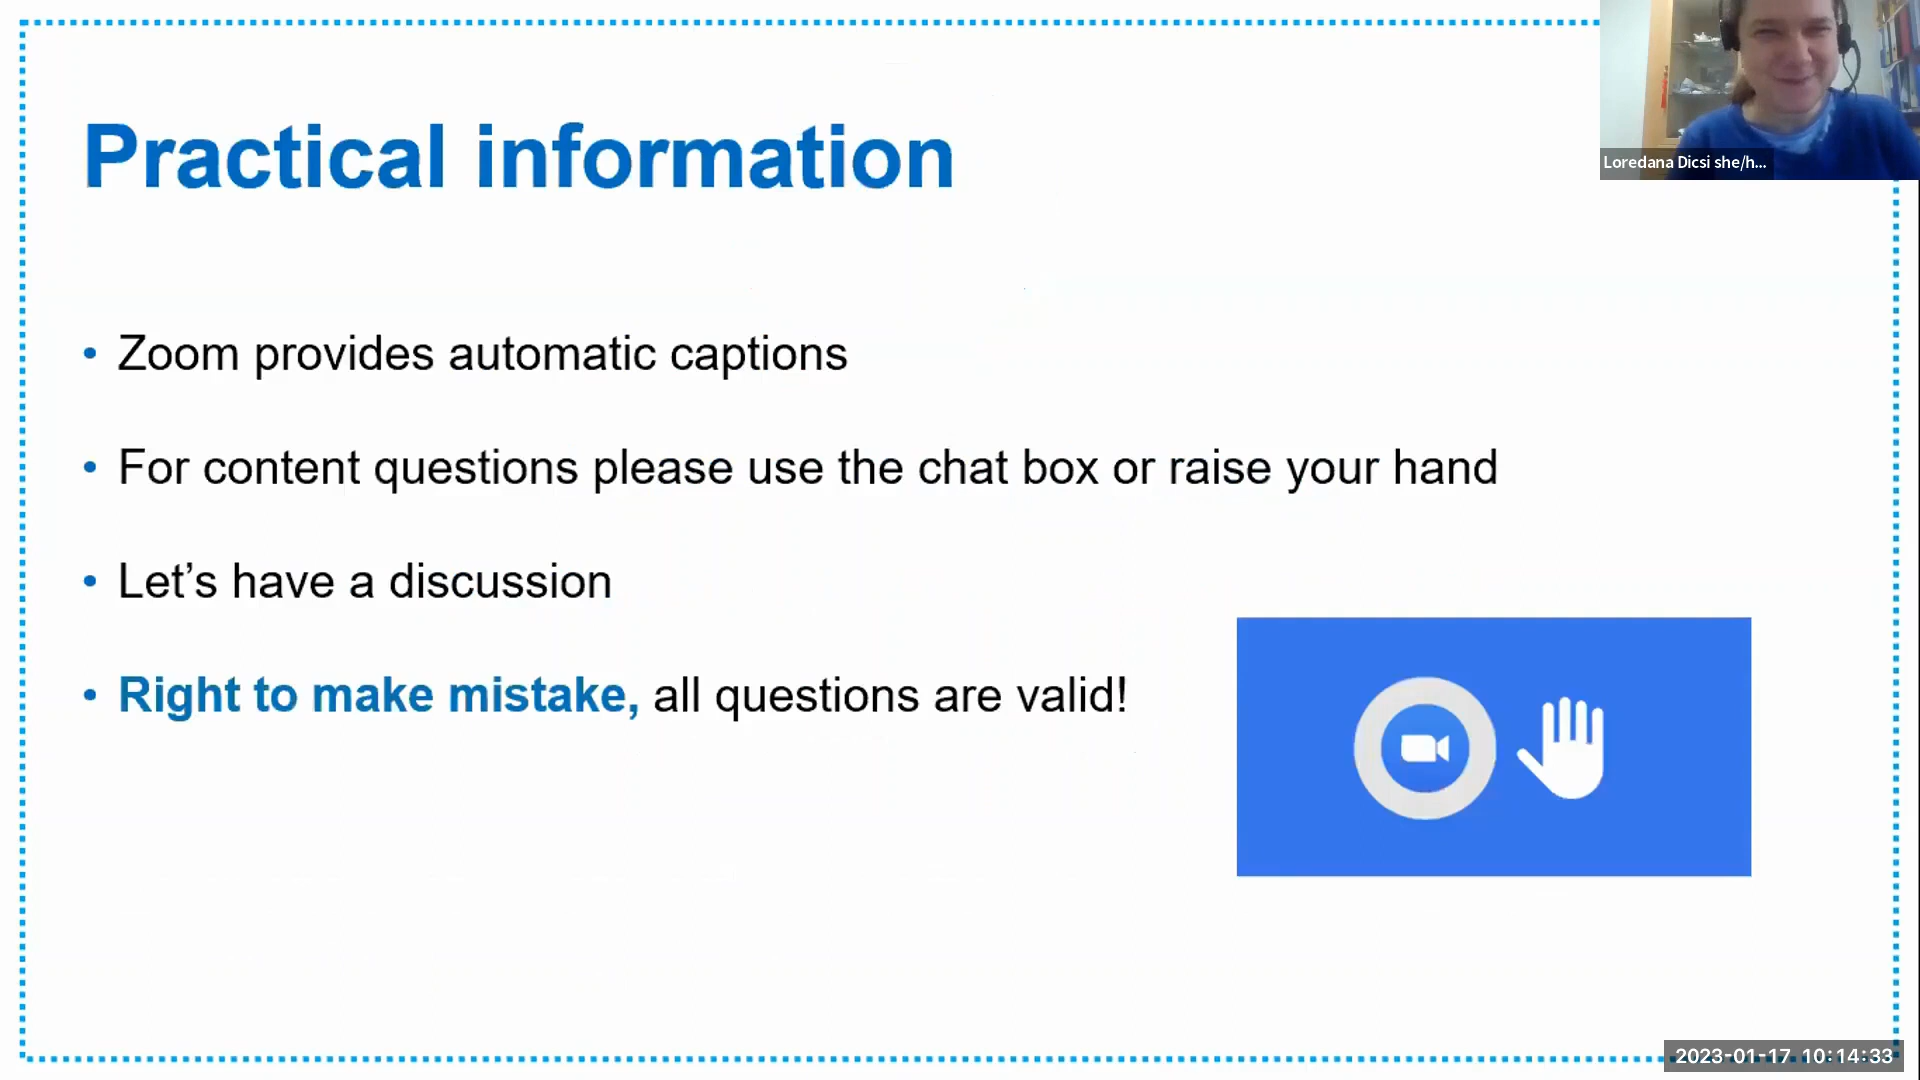 Practical information
Loredana Dicsi she/h...
• Zoom provides automatic captions
• For content questions please use the chat box or raise your hand
• Let’s have a discussion
• Right to make mistake, all questions are valid!
2023-01-17 10:14:33